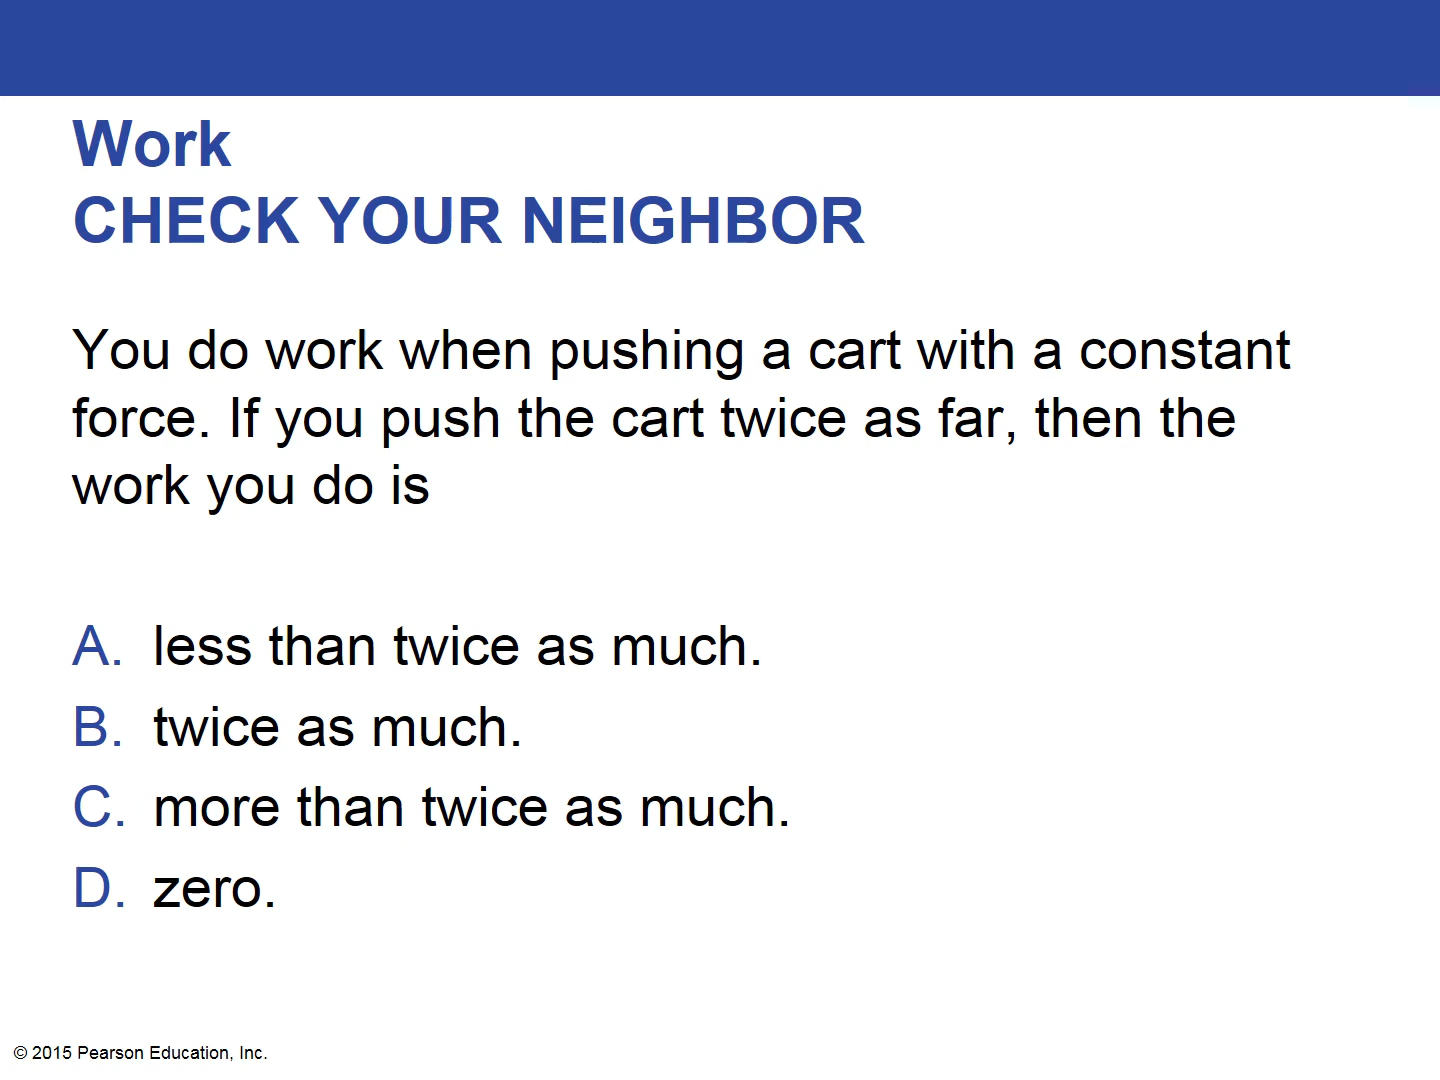 Work
CHECK YOUR NEIGHBOR
You do work when pushing a cart with a constant
force. If you push the cart twice as far, then the
work you do is
A. less than twice as much.
B. twice as much.
C. more than twice as much.
D. zero.
© 2015 Pearson Education, Inc.